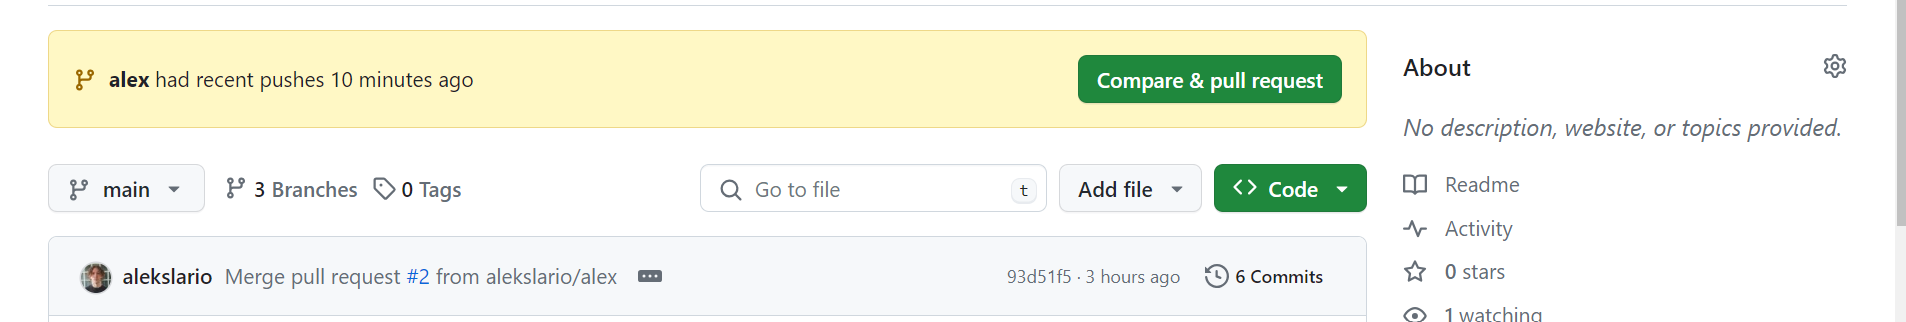 alex had recent pushes 10 minutes ago
Compare & pull request
main
3 Branches
0 Tags
Go to file
t
Add file
Code
alekslario Merge pull request #2 from alekslario/alex
93d51f5 · 3 hours ago
6 Commits
About
No description, website, or topics provided.
Readme
Activity
0 stars
1 watching